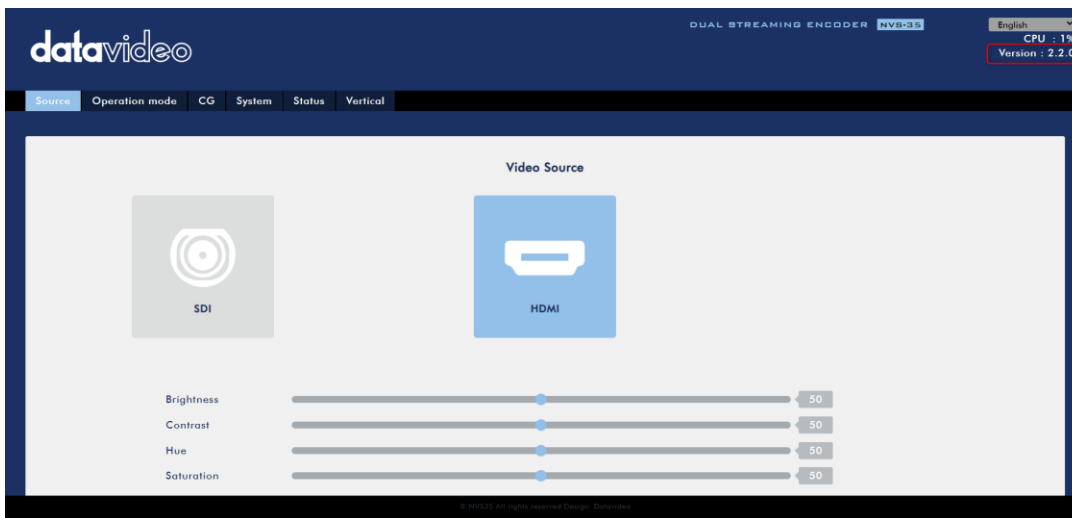 datavideo
DUAL STREAMING ENCODER NVS-35
English
CPU : 1%
Version : 2.2.0
Source Operation mode CG System Status Vertical
Video Source
SDI HDMI
Brightness 50
Contrast 50
Hue 50
Saturation 50
© NVS35 All rights reserved Design: Datavideo